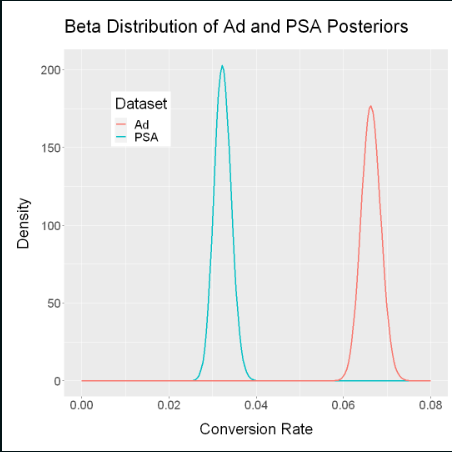 Beta Distribution of Ad and PSA Posteriors
200
150
100
50
0
Density
Dataset
Ad
PSA
0.00 0.02 0.04 0.06 0.08
Conversion Rate